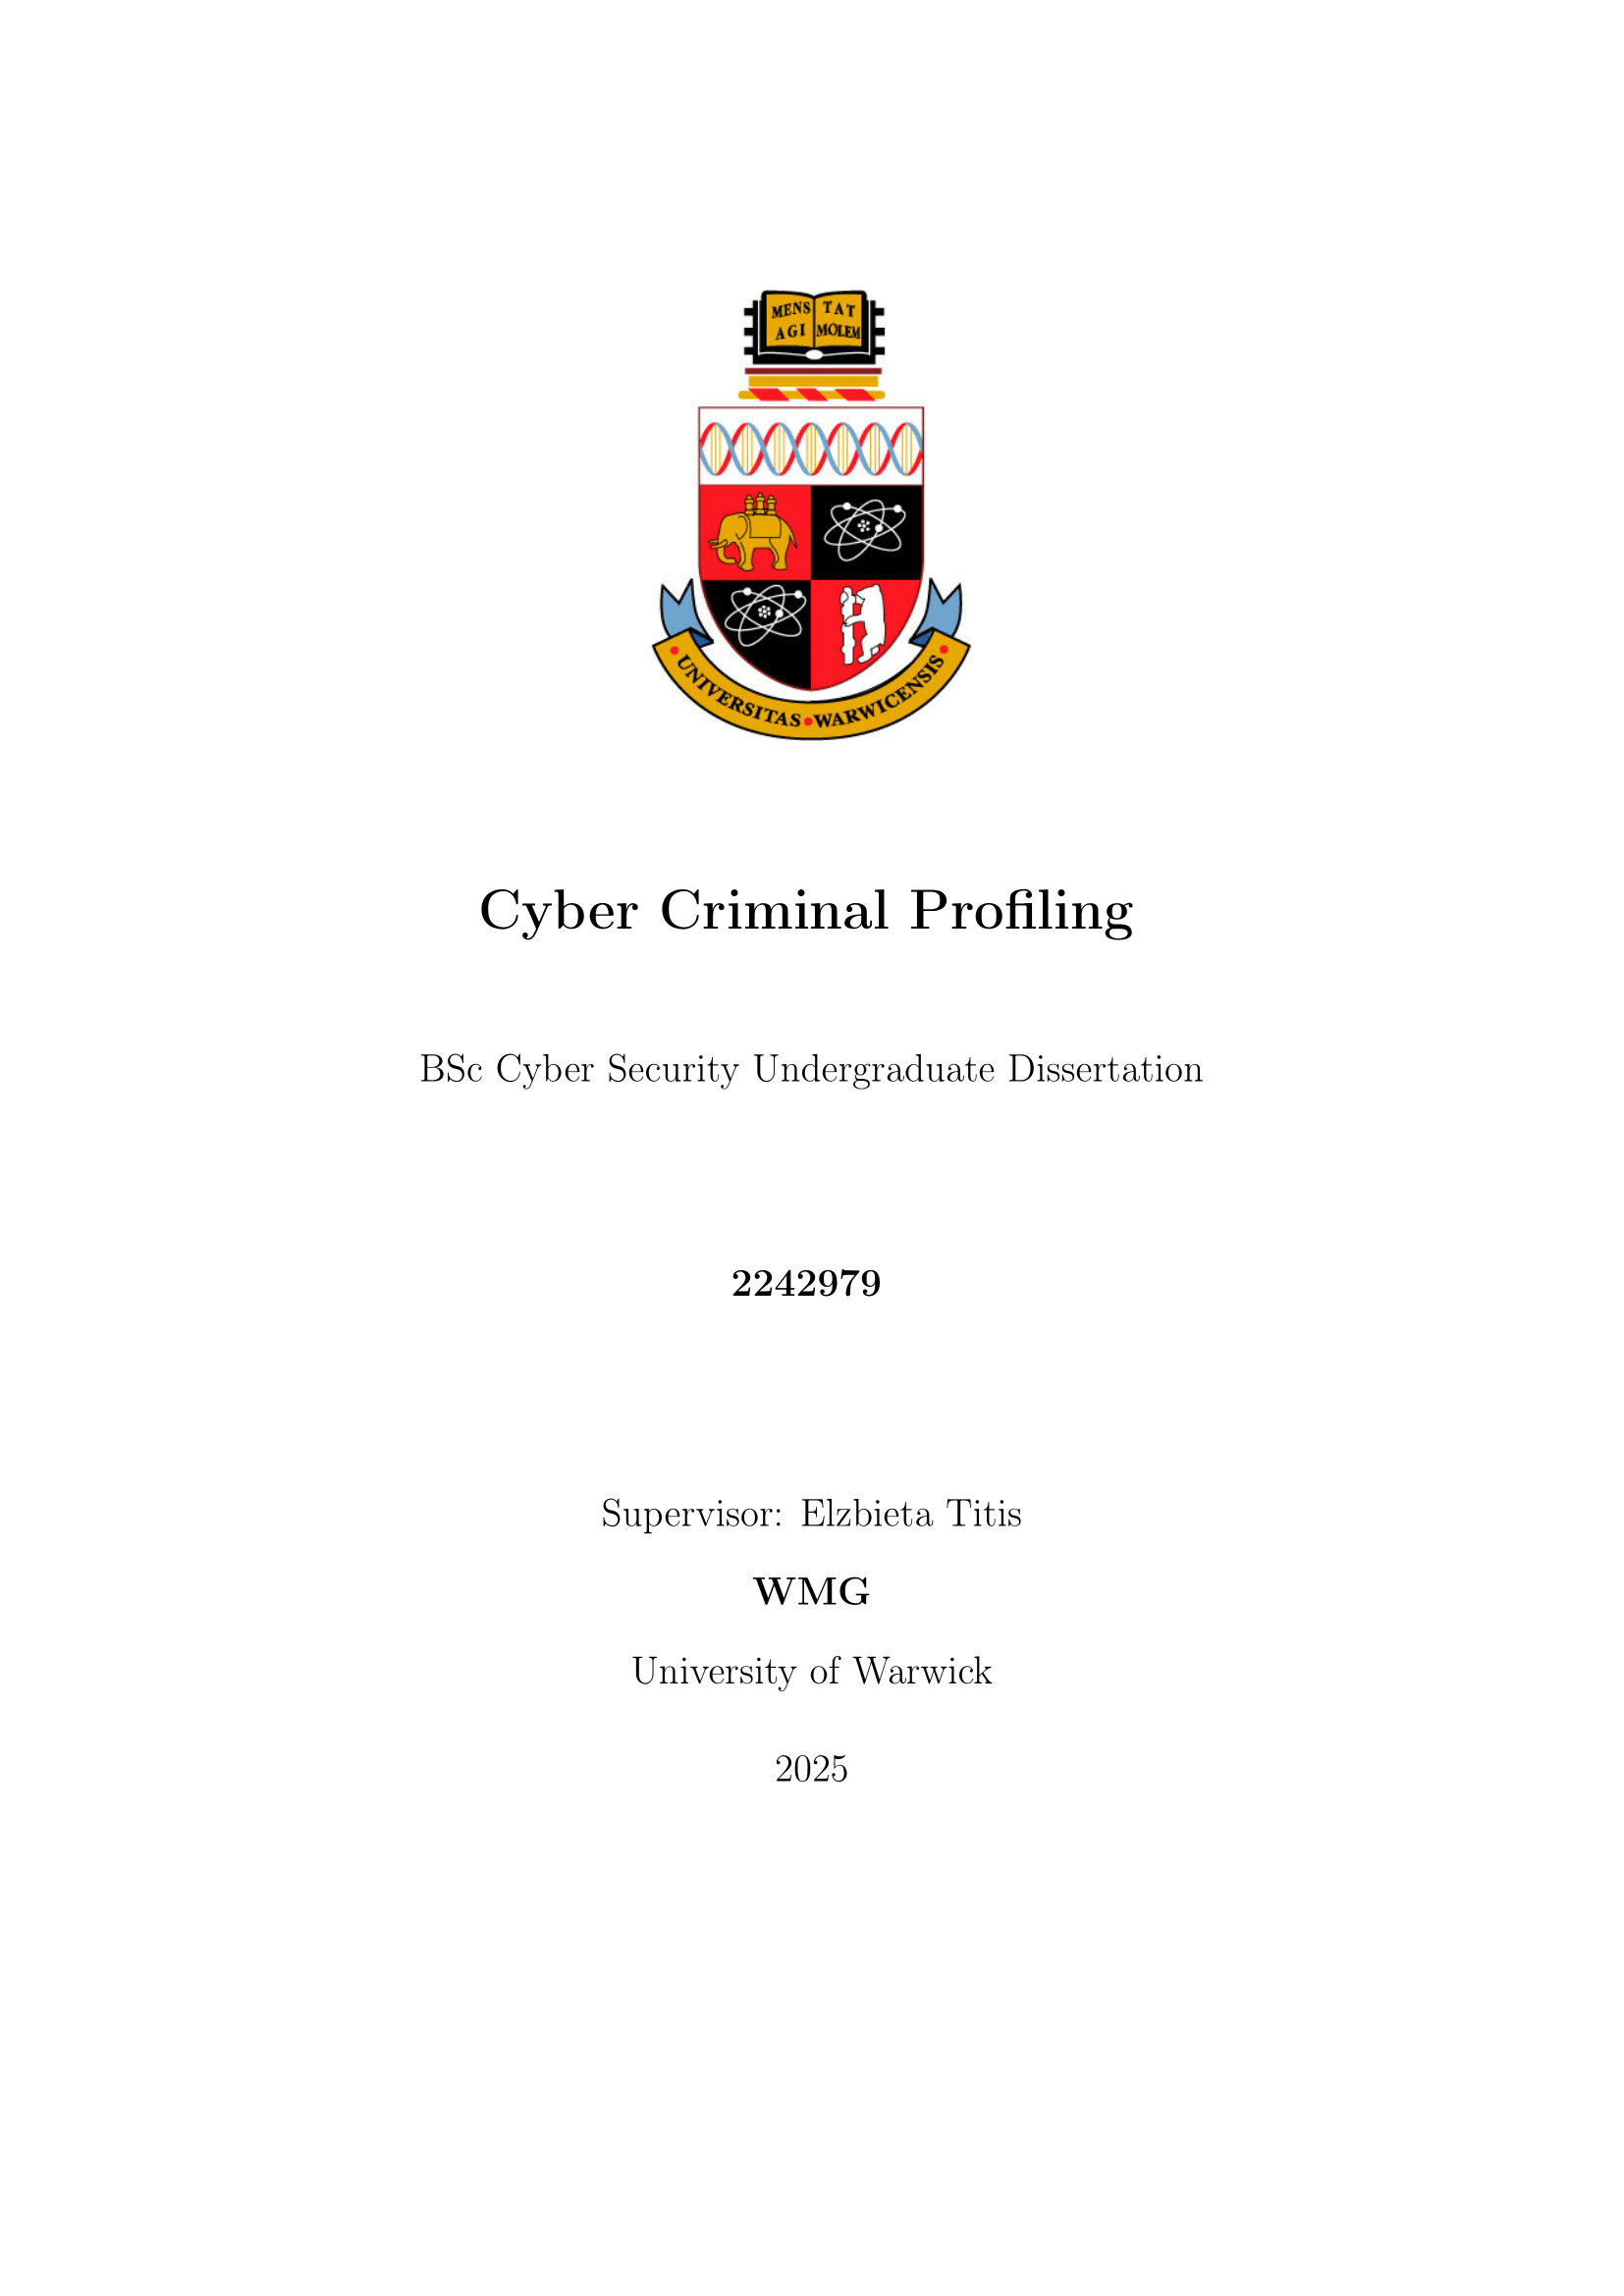 MENS TAT
AGI MOLEM
UNIVERSITAS WARWICENSIS
Cyber Criminal Profiling
BSc Cyber Security Undergraduate Dissertation
2242979
Supervisor: Elzbieta Titis
WMG
University of Warwick
2025